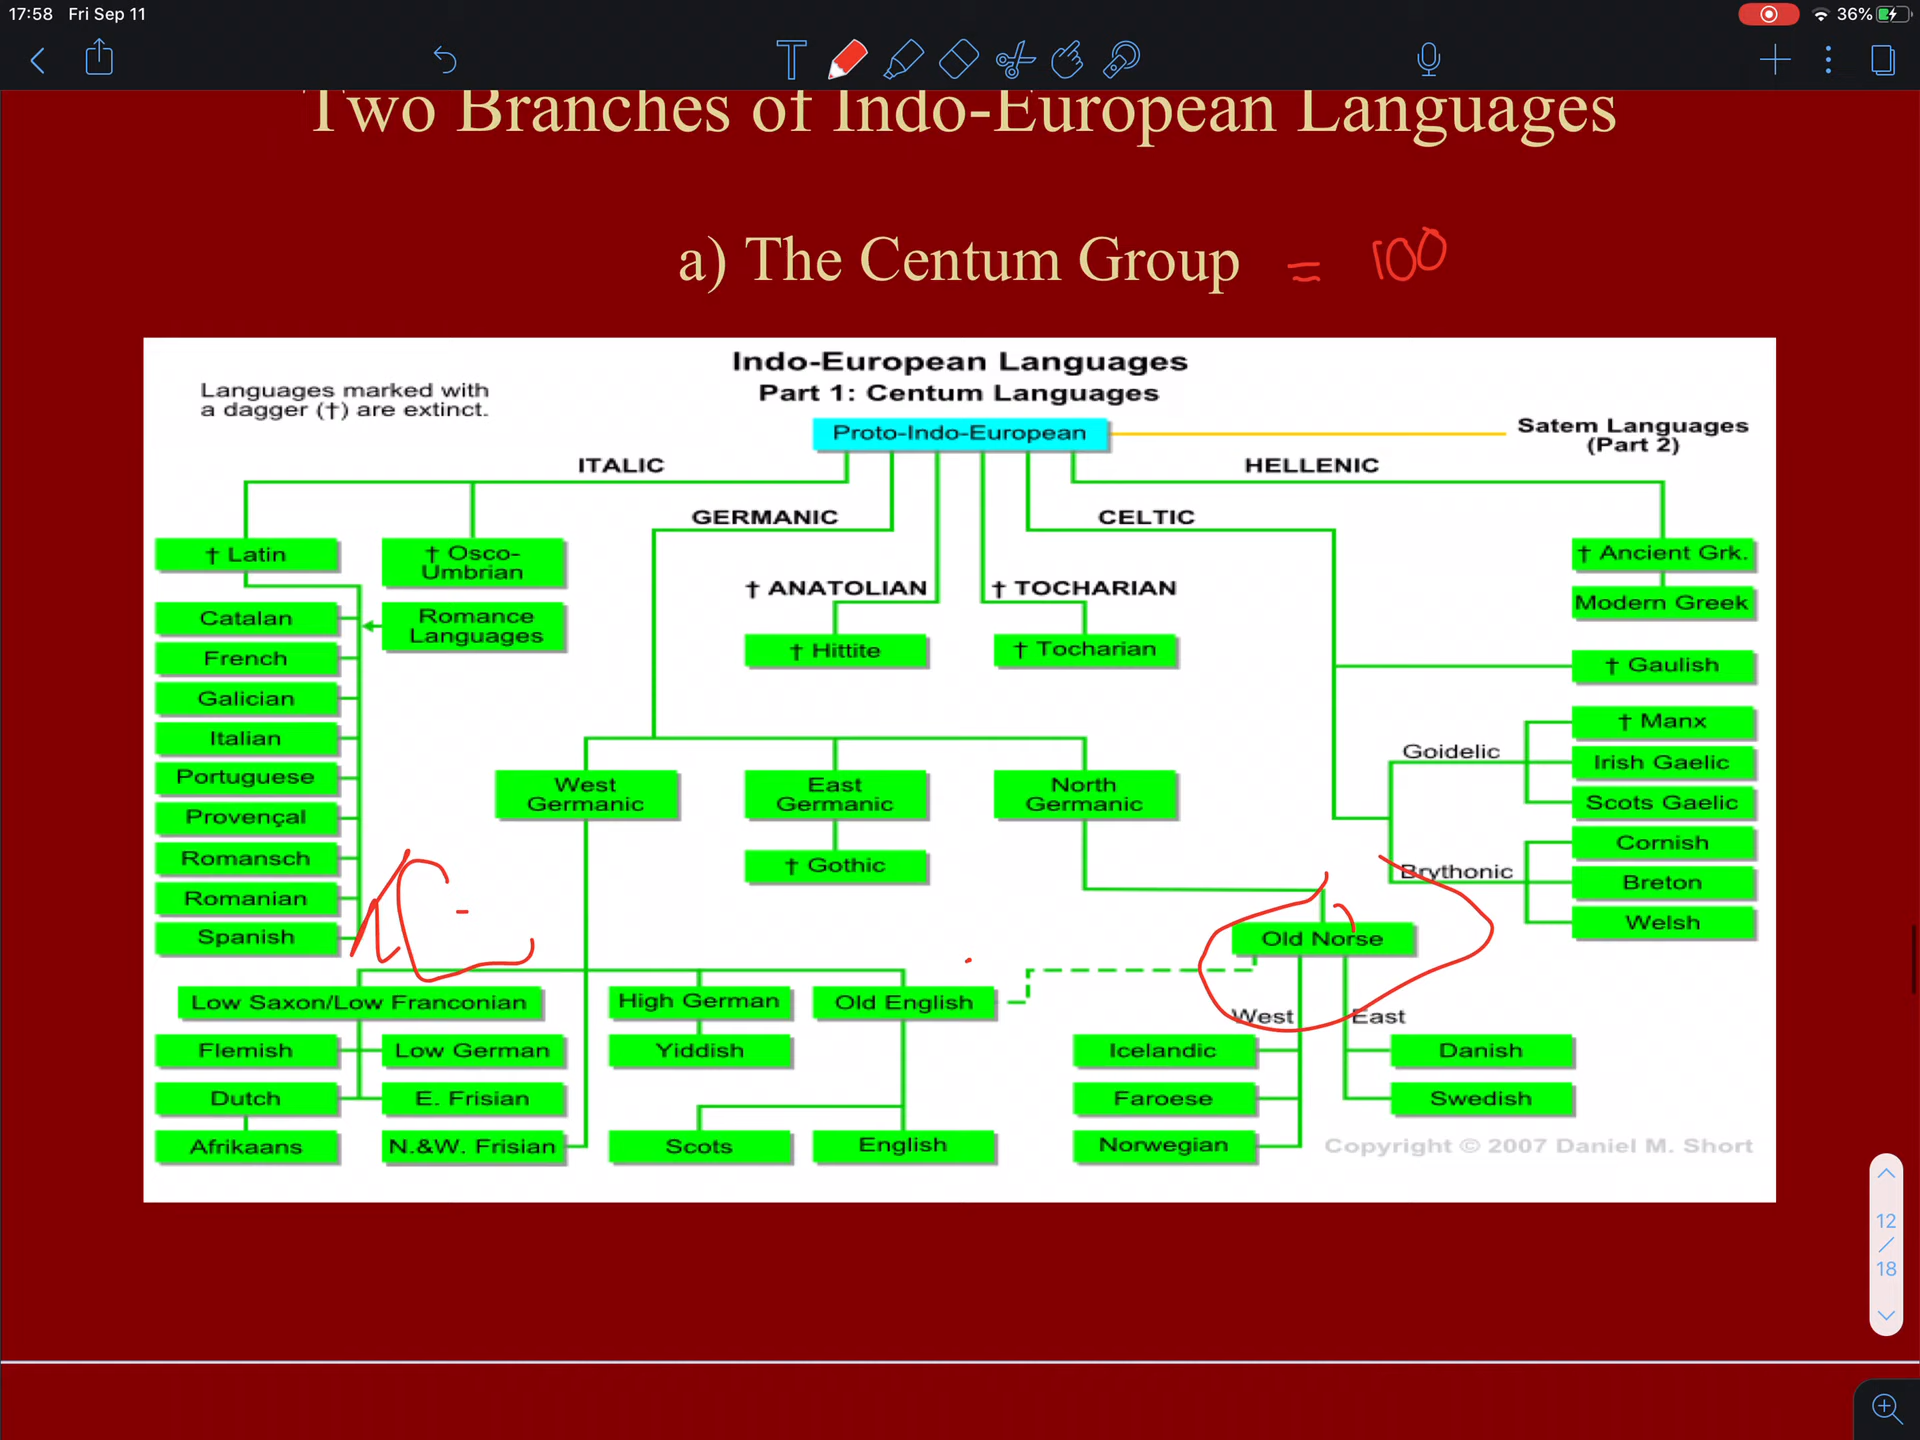 17:58 Fri Sep 11
36%
Two Branches of Indo-European Languages
a) The Centum Group = 100
Indo-European Languages
Part 1: Centum Languages
Languages marked with
a dagger (†) are extinct.
Proto-Indo-European
Satem Languages
(Part 2)
ITALIC
HELLENIC
GERMANIC
CELTIC
† Latin
† Osco-
Umbrian
† Ancient Grk.
† ANATOLIAN
† TOCHARIAN
Modern Greek
Catalan
Romance
Languages
French
† Hittite
† Tocharian
† Gaulish
Galician
† Manx
Italian
Goidelic
Irish Gaelic
Portuguese
West
Germanic
East
Germanic
North
Germanic
Scots Gaelic
Provençal
Cornish
Romansch
† Gothic
Brythonic
Breton
Romanian
Welsh
Spanish
Old Norse
Low Saxon/Low Franconian
High German
Old English
West
East
Flemish
Low German
Yiddish
Icelandic
Danish
Dutch
E. Frisian
Faroese
Swedish
Afrikaans
N.&W. Frisian
Scots
English
Norwegian
Copyright © 2007 Daniel M. Short
12
/
18